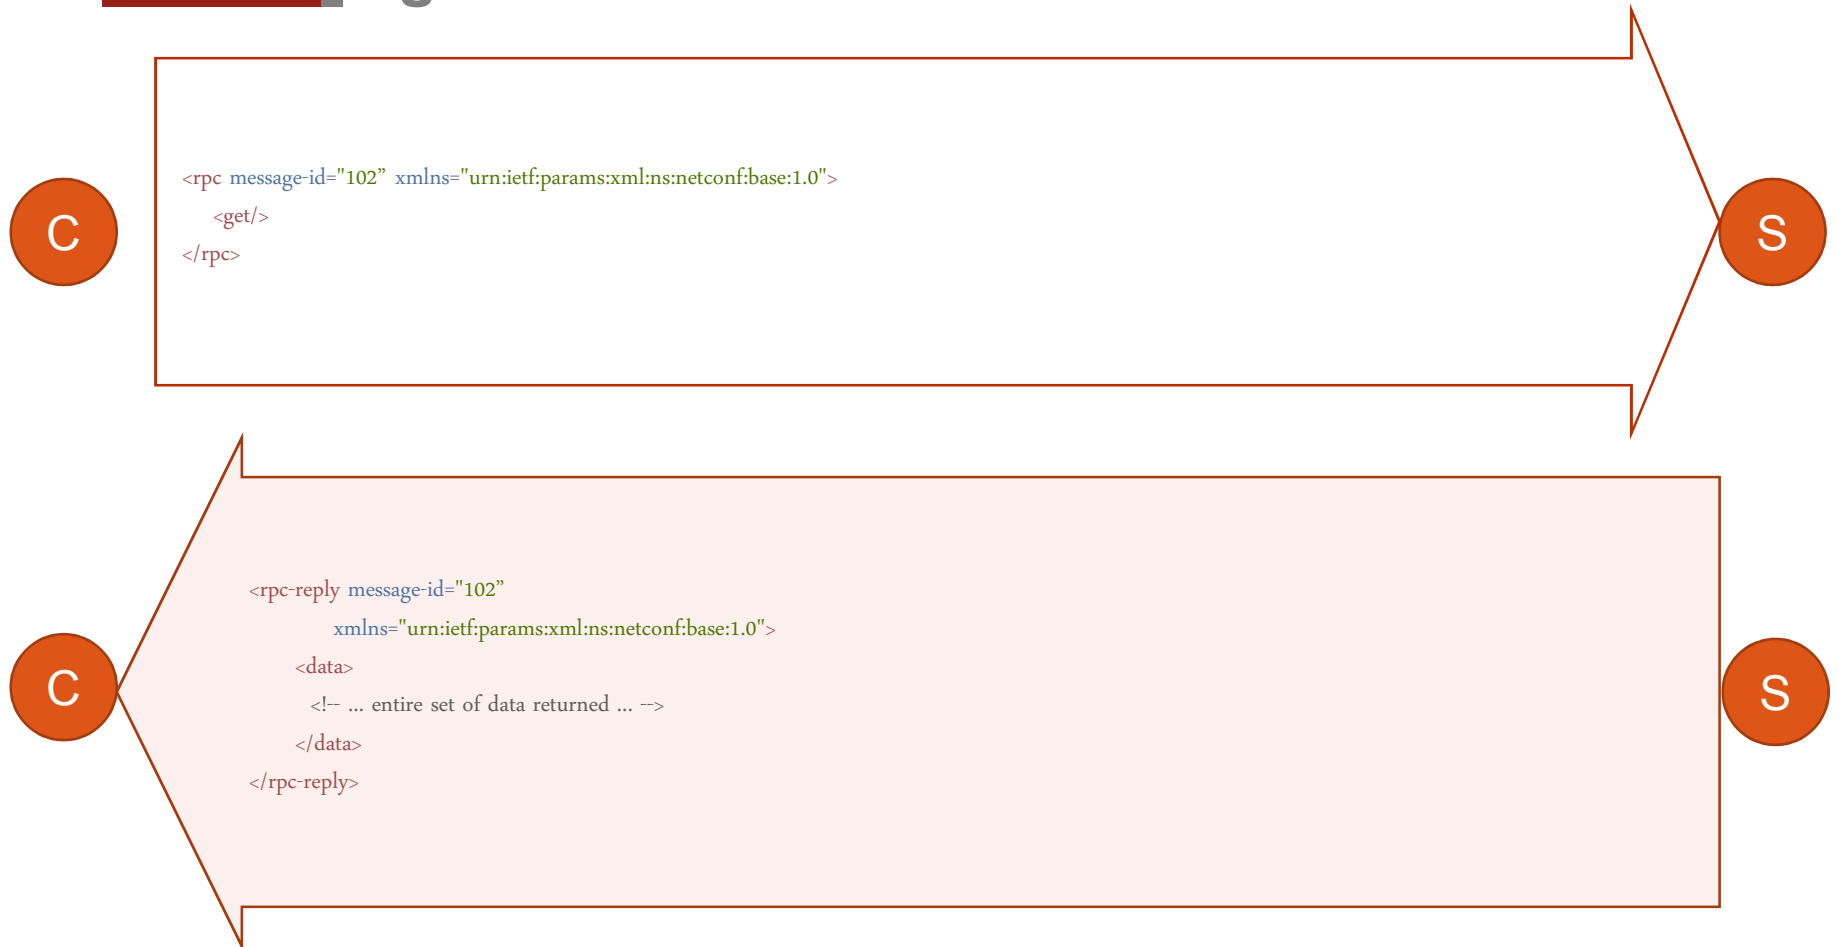 <rpc message-id="102” xmlns="urn:ietf:params:xml:ns:netconf:base:1.0">
<get/>
</rpc>
C
S
<rpc-reply message-id="102”
xmlns="urn:ietf:params:xml:ns:netconf:base:1.0">
<data>
<!-- ... entire set of data returned ... -->
</data>
</rpc-reply>
C
S